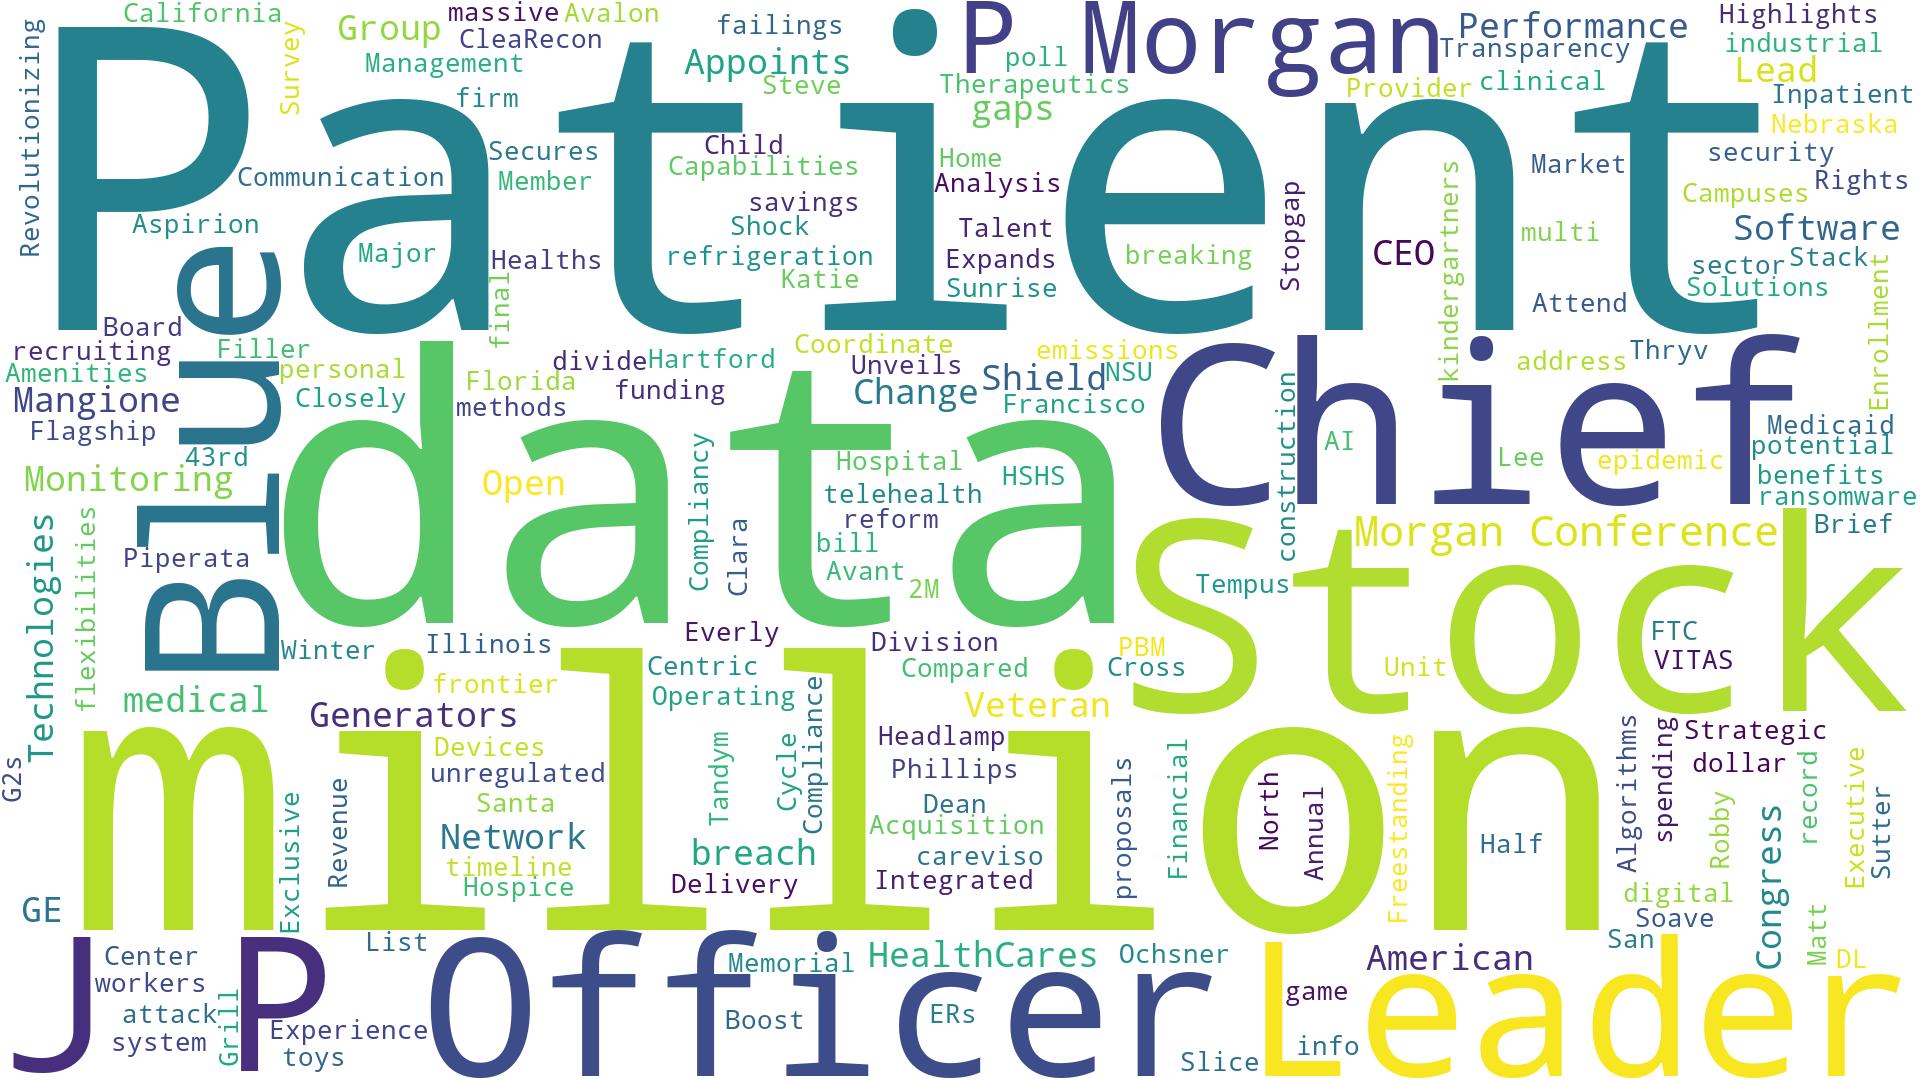 California
massive
Avalon
failings
P Morgan
Performance
Highlights
Group
CleaRecon
poll
Transparency
industrial
Management
Appoints
Steve
Therapeutics
Provider
clinical
Lead
Revolutionizing
Survey
firm
gaps
Inpatient
Nebraska
Patient
Secures
Child
Home
Market
security
Communication
Member
Capabilities
Analysis
Rights
savings
Campuses
Aspirion
Shock
Talent
Stopgap
kindergartners
multi
Software
Major
Healths
refrigeration
Expands
breaking
CEO
sector
Stack
Katie
Sunrise
Solutions
final
Attend
Enrollment
Board
Blue
recruiting
Filler
divide
Hartford
Coordinate
emissions
Chief
address
Thryv
Amenities
personal
Florida
funding
Unveils
Shield
NSU
Mangione
Closely
methods
Change
Francisco
construction
Flagship
data
AI
Medicaid
43rd
potential
Monitoring
Open
Compliancy
Hospital
HSHS
Lee
epidemic
benefits
telehealth
ransomware
Technologies
flexibilities
Clara
reform
Morgan Conference
Brief
Piperata
bill
Avant
2M
Tempus
Stock
Winter
Illinois
Everly
Division
PBM
FTC
Centric
Compared
Cross
Unit
VITAS
medical
frontier
Operating
Compliance
Veteran
Generators
million
Devices
Tandym
Cycle
Headlamp
proposals
Financial
Freestanding
Algorithms
spending
Strategic
G2s
unregulated
Phillips
North
Annual
dollar
record
Executive
Sutter
Exclusive
Revenue
Santa
Dean
Robby
Network
Acquisition
Half
Congress
timeline
breach
careviso
Hospice
Delivery
Integrated
digital
GE
Soave
Matt
J P
Center
List
Officer
Memorial
HealthCares
Ochsner
American
San
DL
workers
Leader
attack
Grill
Experience
Boost
ERs
game
system
toys
Slice
info